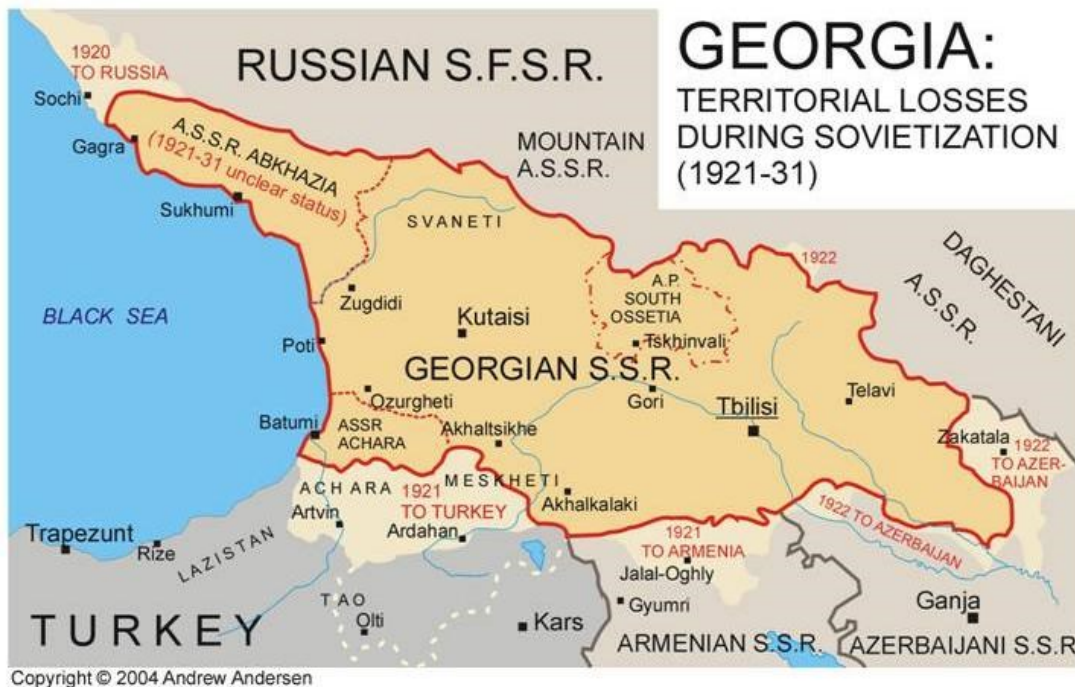 GEORGIA:
TERRITORIAL LOSSES
DURING SOVIETIZATION
(1921-31)
1920
TO RUSSIA
RUSSIAN S.F.S.R.
Sochi
Gagra
A.S.S.R. ABKHAZIA
(1921-31 unclear status)
MOUNTAIN
A.S.S.R.
Sukhumi
SVANETI
1922
DAGHESTANI
A.S.S.R.
A.P.
SOUTH
OSSETIA
Zugdidi
BLACK SEA
Kutaisi
Poti
Tskhinvali
GEORGIAN S.S.R.
Ozurgheti
Gori
Tbilisi
Telavi
Batumi
ASSR
ACHARA
Akhaltsikhe
Zakatala
1922
TO AZER-
BAIJAN
ACHARA
MESKHETI
1921
TO TURKEY
Akhalkalaki
Artvin
Ardahan
1922 TO AZERBAIJAN
Trapezunt
Rize
LAZISTAN
1921
TO ARMENIA
Jalal-Oghly
TAO
Olti
Gyumri
Ganja
TURKEY
Kars
ARMENIAN S.S.R.
AZERBAIJANI S.S.R
Copyright © 2004 Andrew Andersen